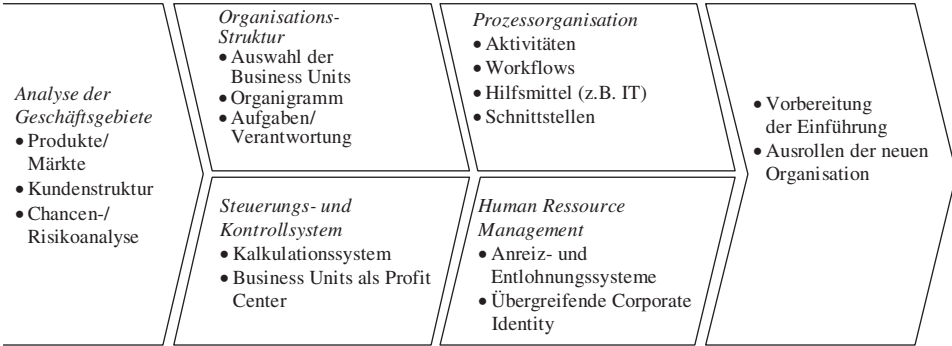 Analyse der
Geschäftsgebiete
• Produkte/
Märkte
• Kundenstruktur
• Chancen-/
Risikoanalyse
Organisations-
Struktur
• Auswahl der
Business Units
• Organigramm
• Aufgaben/
Verantwortung
Steuerungs- und
Kontrollsystem
• Kalkulationssystem
• Business Units als Profit
Center
Prozessorganisation
• Aktivitäten
• Workflows
• Hilfsmittel (z.B. IT)
• Schnittstellen
Human Ressource
Management
• Anreiz- und
Entlohnungssysteme
• Übergreifende Corporate
Identity
• Vorbereitung
der Einführung
• Ausrollen der neuen
Organisation